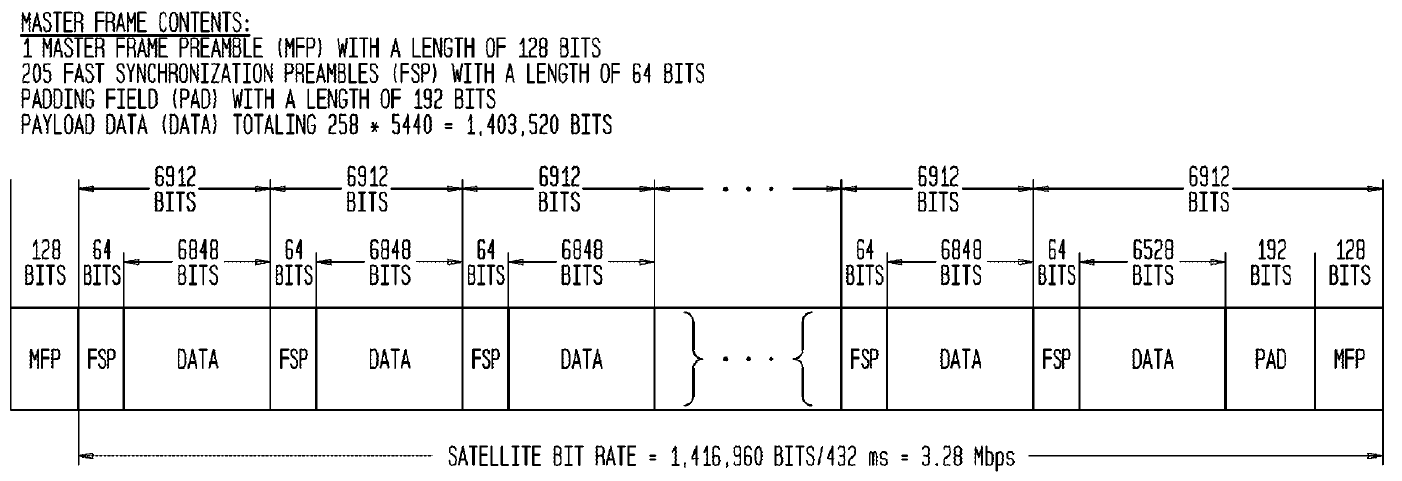 MASTER FRAME CONTENTS:
1 MASTER FRAME PREAMBLE (MFP) WITH A LENGTH OF 128 BITS
205 FAST SYNCHRONIZATION PREAMBLES (FSP) WITH A LENGTH OF 64 BITS
PADDING FIELD (PAD) WITH A LENGTH OF 192 BITS
PAYLOAD DATA (DATA) TOTALING 258 * 5440 = 1,403,520 BITS
6912 6912 6912 . . . 6912 6912
BITS BITS BITS BITS BITS
128 64 6848 64 6848 64 6848 64 6848 64 6528 192 128
BITS BITS BITS BITS BITS BITS BITS BITS BITS BITS BITS BITS BITS
MFP FSP DATA FSP DATA FSP DATA } . . . { FSP DATA FSP DATA PAD MFP
SATELLITE BIT RATE = 1,416,960 BITS/432 ms = 3.28 Mbps